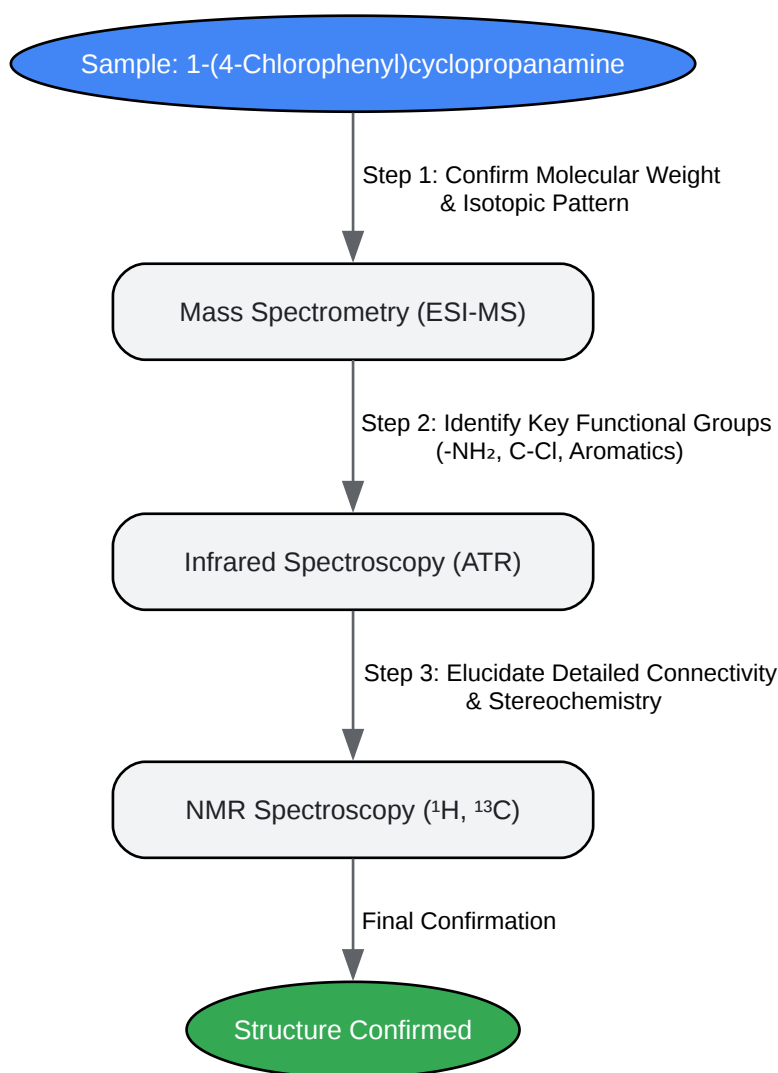 Sample: 1-(4-Chlorophenyl)cyclopropanamine
Step 1: Confirm Molecular Weight
& Isotopic Pattern
Mass Spectrometry (ESI-MS)
Step 2: Identify Key Functional Groups
(-NH₂, C-Cl, Aromatics)
Infrared Spectroscopy (ATR)
Step 3: Elucidate Detailed Connectivity
& Stereochemistry
NMR Spectroscopy (¹H, ¹³C)
Final Confirmation
Structure Confirmed